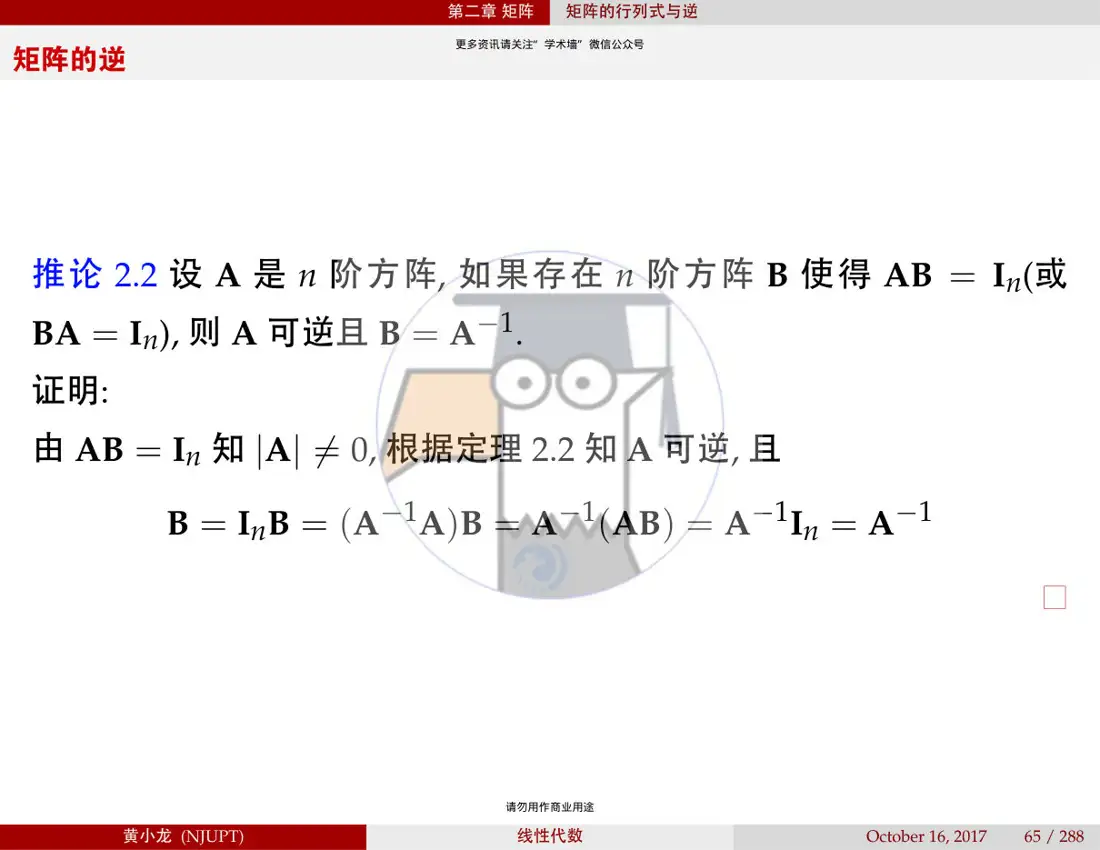 第二章 矩阵 矩阵的行列式与逆
更多资讯请关注“学术墙”微信公众号
矩阵的逆
推论 2.2 设 A 是 n 阶方阵, 如果存在 n 阶方阵 B 使得 AB = Iₙ(或
BA = Iₙ), 则 A 可逆且 B = A⁻¹.
证明:
由 AB = Iₙ 知 |A| ≠ 0, 根据定理 2.2 知 A 可逆, 且
B = IₙB = (A⁻¹A)B = A⁻¹(AB) = A⁻¹Iₙ = A⁻¹
□
请勿用作商业用途
黄小龙 (NJUPT) 线性代数 October 16, 2017 65 / 288